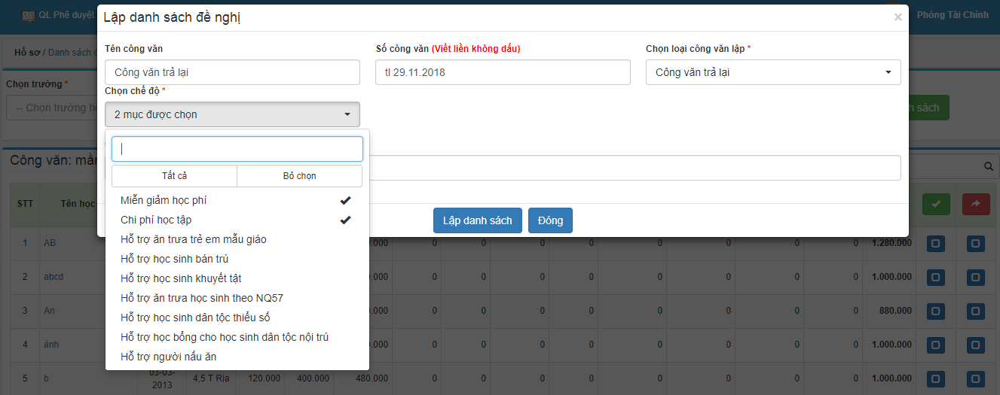 QL Phê duyệt
Phòng Tài Chính
Lập danh sách đề nghị
×
Hồ sơ / Danh sách
Tên công văn
Số công văn (Viết liền không dấu)
Chọn loại công văn lập *
Công văn trả lại
tl 29.11.2018
Công văn trả lại
Chọn trường *
Chọn chế độ *
-- Chọn trường
2 mục được chọn
sách
Tất cả
Bỏ chọn
Công văn:
Miễn giảm học phí
Chi phí học tập
Hỗ trợ ăn trưa trẻ em mẫu giáo
Hỗ trợ học sinh bán trú
Hỗ trợ học sinh khuyết tật
Hỗ trợ ăn trưa học sinh theo NQ57
Hỗ trợ học sinh dân tộc thiểu số
Hỗ trợ học bổng cho học sinh dân tộc nội trú
Hỗ trợ người nấu ăn
Lập danh sách
Đóng
STT Tên học
1 AB 0 0 0 0 0 0 0 0 1.280.000
2 abcd .000 0 0 0 0 0 0 0 0 1.000.000
3 An .000 0 0 0 0 0 0 0 0 880.000
4 ánh .000 0 0 0 0 0 0 0 0 1.000.000
5 b 03-03-2013 4,5 T Rịa 120.000 400.000 480.000 0 0 0 0 0 0 0 0 1.000.000